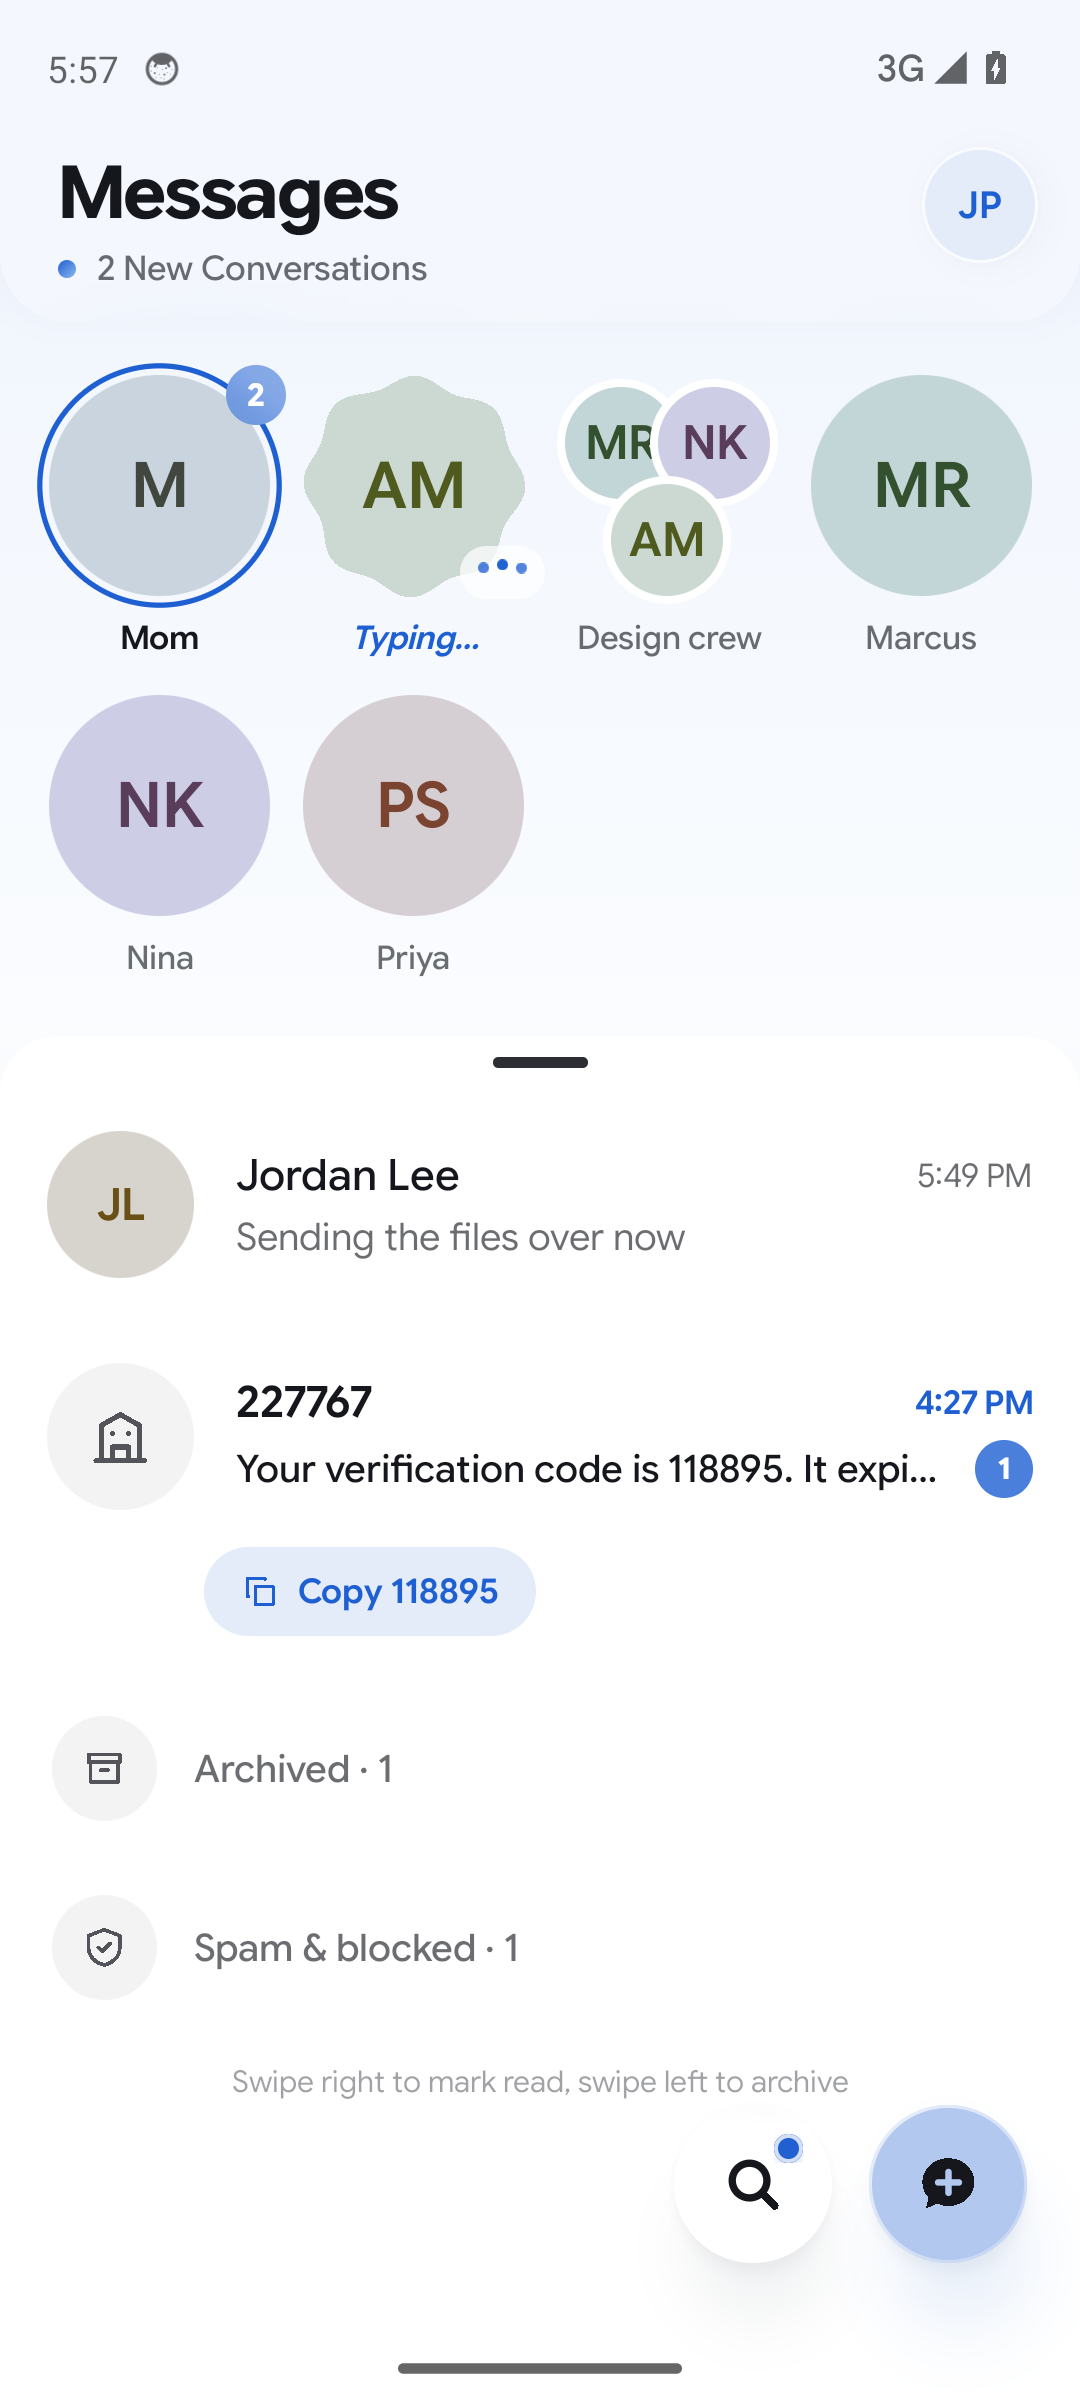 5:57
3G
Messages
JP
2 New Conversations
M
2
AM
MR
NK
AM
MR
Mom
Typing...
Design crew
Marcus
NK
PS
Nina
Priya
JL
Jordan Lee
5:49 PM
Sending the files over now
227767
4:27 PM
Your verification code is 118895. It expi...
1
Copy 118895
Archived · 1
Spam & blocked · 1
Swipe right to mark read, swipe left to archive